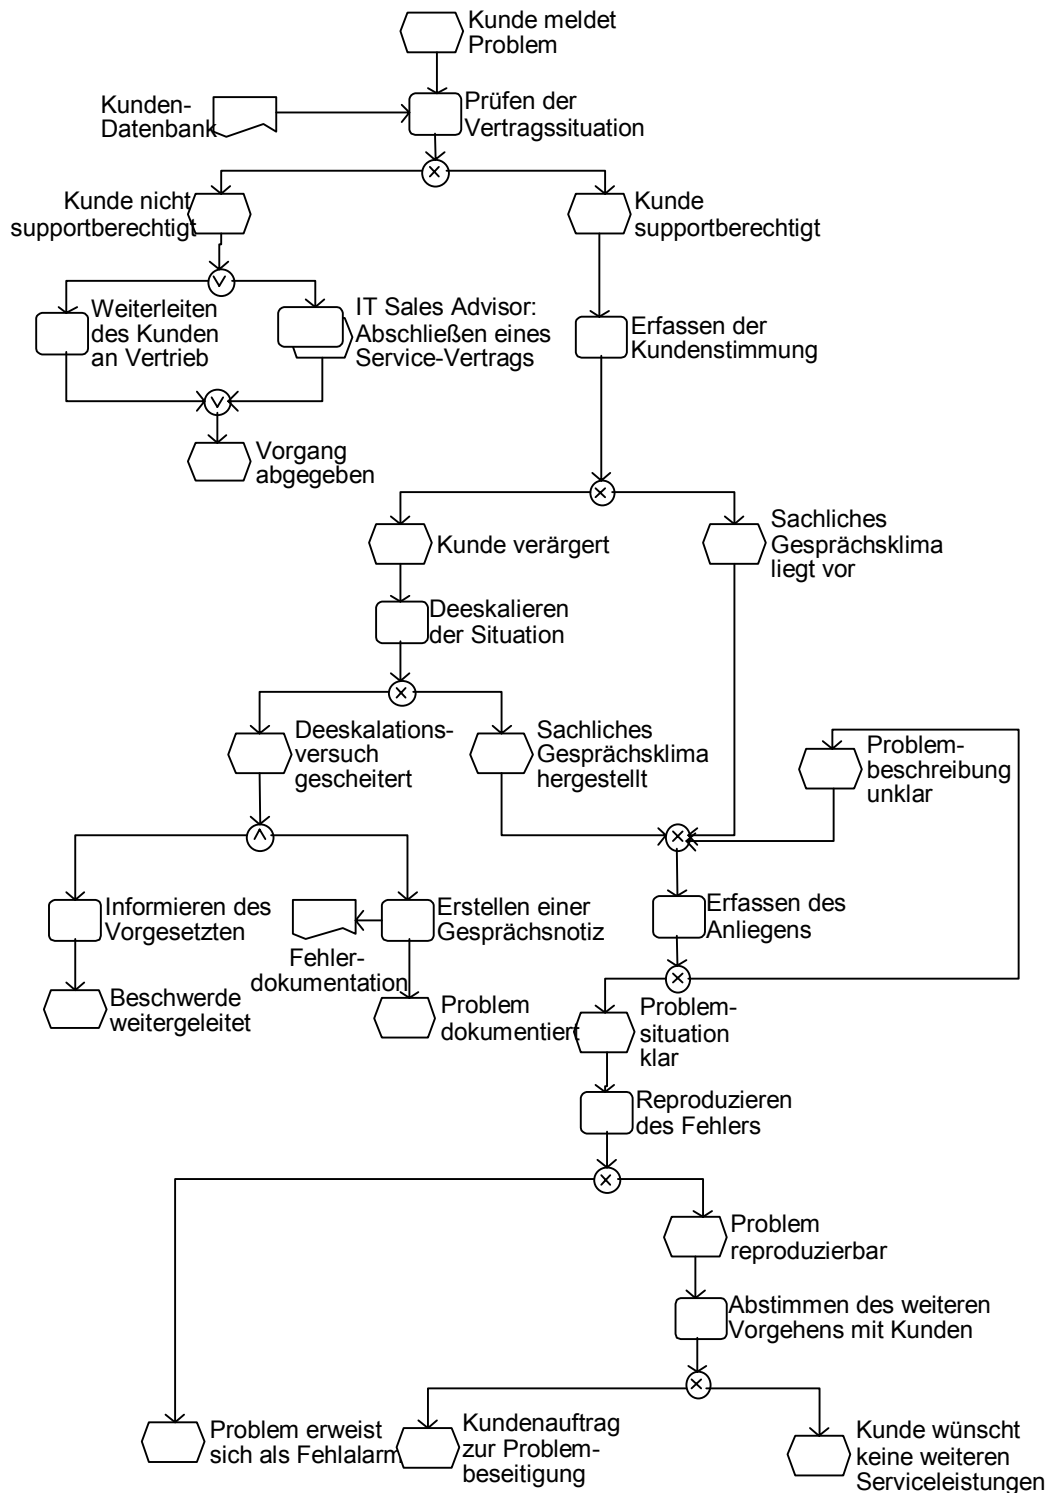 Kunde meldet
Problem
Kunden-
Datenbank
Prüfen der
Vertragssituation
Kunde nicht
supportberechtigt
Kunde
supportberechtigt
Weiterleiten
des Kunden
an Vertrieb
IT Sales Advisor:
Abschließen eines
Service-Vertrags
Erfassen der
Kundenstimmung
Vorgang
abgegeben
Kunde verärgert
Sachliches
Gesprächsklima
liegt vor
Deeskalieren
der Situation
Deeskalations-
versuch
gescheitert
Sachliches
Gesprächsklima
hergestellt
Problem-
beschreibung
unklar
Informieren des
Vorgesetzten
Fehler-
dokumentation
Erstellen einer
Gesprächsnotiz
Erfassen des
Anliegens
Beschwerde
weitergeleitet
Problem
dokumentiert
Problem-
situation
klar
Reproduzieren
des Fehlers
Problem
reproduzierbar
Abstimmen des weiteren
Vorgehens mit Kunden
Problem erweist
sich als Fehlalarm
Kundenauftrag
zur Problem-
beseitigung
Kunde wünscht
keine weiteren
Serviceleistungen